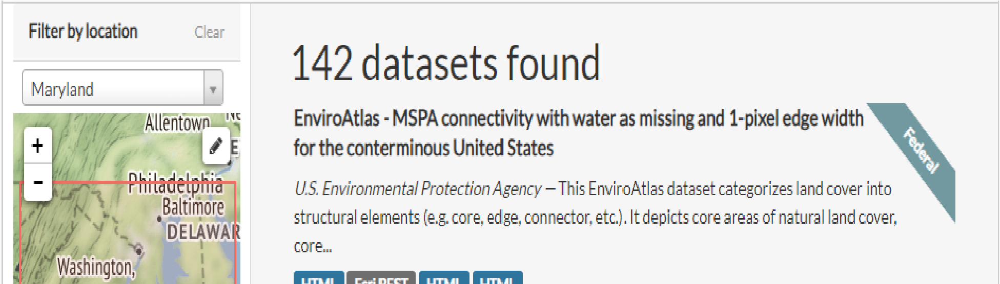 Filter by location
Clear
Maryland
Allentown
+
-
Philadelphia
Baltimore
DELAWAR
Washington,
142 datasets found
EnviroAtlas - MSPA connectivity with water as missing and 1-pixel edge width
for the conterminous United States
Federal
U.S. Environmental Protection Agency — This EnviroAtlas dataset categorizes land cover into
structural elements (e.g. core, edge, connector, etc.). It depicts core areas of natural land cover,
core...
HTML
Esri REST
HTML
HTML